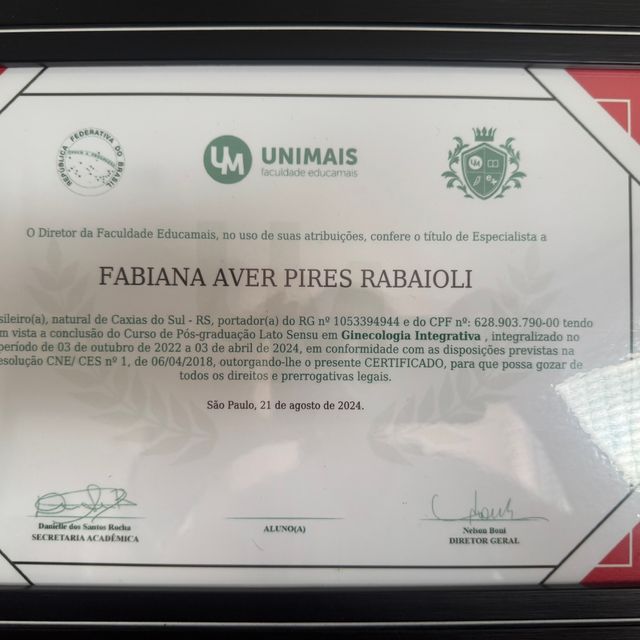 REPÚBLICA FEDERATIVA DO BRASIL
UM UNIMAIS
faculdade educamais
UM
O Diretor da Faculdade Educamais, no uso de suas atribuições, confere o título de Especialista a
FABIANA AVER PIRES RABAIOLI
sileiro(a), natural de Caxias do Sul - RS, portador(a) do RG nº 1053394944 e do CPF nº: 628.903.790-00 tendo
m vista a conclusão do Curso de Pós-graduação Lato Sensu em Ginecologia Integrativa , integralizado no
período de 03 de outubro de 2022 a 03 de abril de 2024, em conformidade com as disposições previstas na
esolução CNE/ CES nº 1, de 06/04/2018, outorgando-lhe o presente CERTIFICADO, para que possa gozar de
todos os direitos e prerrogativas legais.
São Paulo, 21 de agosto de 2024.
Danielle dos Santos Rocha
SECRETARIA ACADÊMICA
ALUNO(A)
Nelson Boni
DIRETOR GERAL